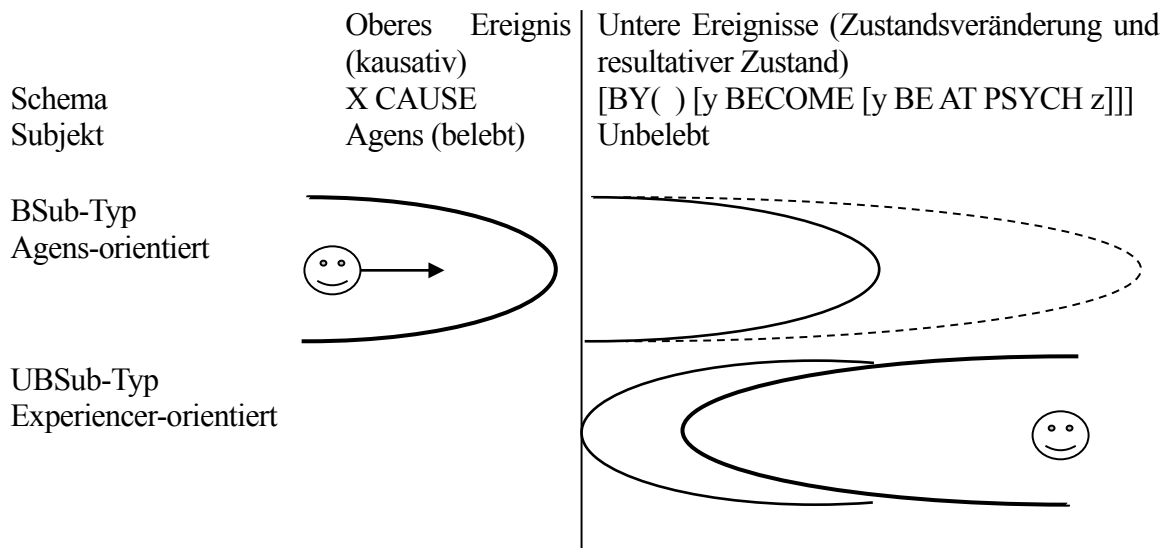 Oberes Ereignis
(kausativ)
Untere Ereignisse (Zustandsveränderung und
resultativer Zustand)
Schema
X CAUSE
[BY( ) [y BECOME [y BE AT PSYCH z]]]
Subjekt
Agens (belebt)
Unbelebt
BSub-Typ
Agens-orientiert
UBSub-Typ
Experiencer-orientiert